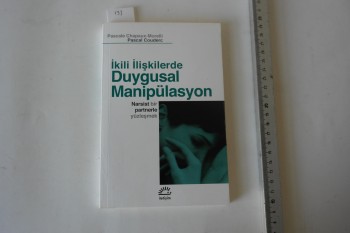 Pascale Chapaux-Morelli
Pascal Couderc
İkili İlişkilerde
Duygusal
Manipülasyon
Narsist bir
partnerle
yüzleşmek
iletişim